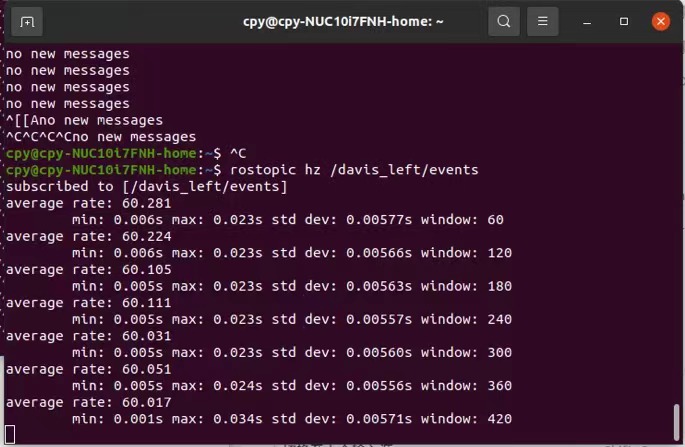 cpy@cpy-NUC10i7FNH-home: ~
no new messages
no new messages
no new messages
no new messages
^[[Ano new messages
^C^C^C^Cno new messages
cpy@cpy-NUC10i7FNH-home:~$ ^C
cpy@cpy-NUC10i7FNH-home:~$ rostopic hz /davis_left/events
subscribed to [/davis_left/events]
average rate: 60.281
        min: 0.006s max: 0.023s std dev: 0.00577s window: 60
average rate: 60.224
        min: 0.006s max: 0.023s std dev: 0.00566s window: 120
average rate: 60.105
        min: 0.005s max: 0.023s std dev: 0.00563s window: 180
average rate: 60.111
        min: 0.005s max: 0.023s std dev: 0.00557s window: 240
average rate: 60.031
        min: 0.005s max: 0.023s std dev: 0.00560s window: 300
average rate: 60.051
        min: 0.005s max: 0.024s std dev: 0.00556s window: 360
average rate: 60.017
        min: 0.001s max: 0.034s std dev: 0.00571s window: 420